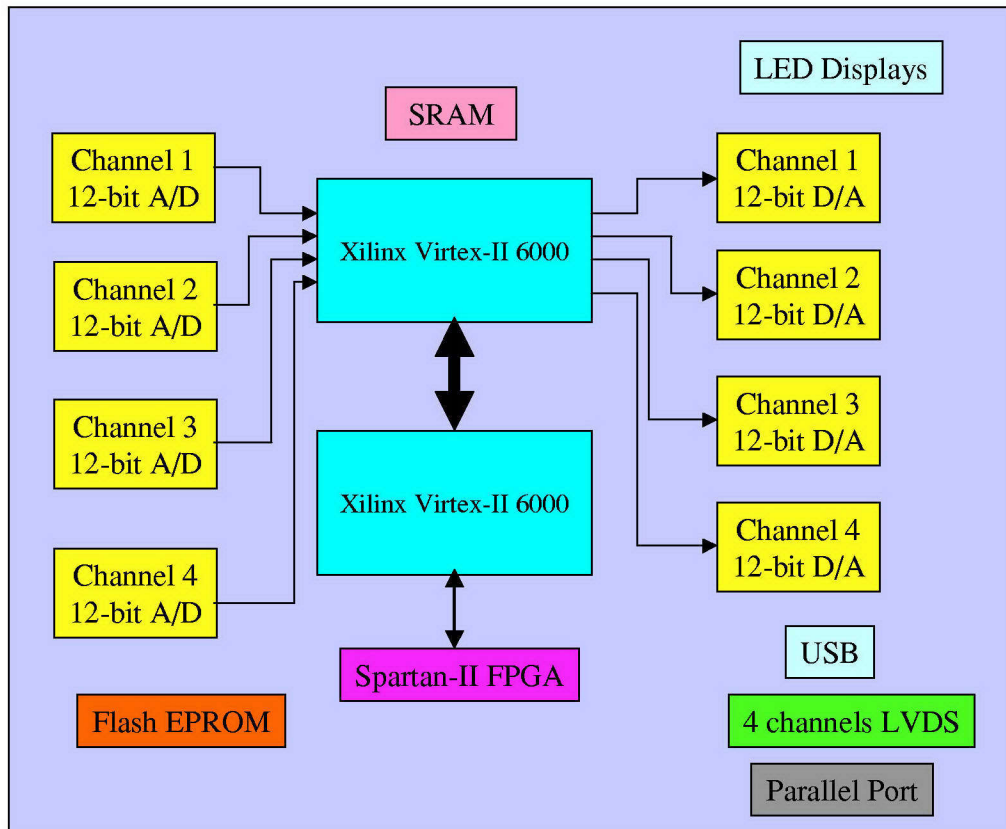 LED Displays
SRAM
Channel 1
12-bit A/D
Channel 2
12-bit A/D
Channel 3
12-bit A/D
Channel 4
12-bit A/D
Xilinx Virtex-II 6000
Xilinx Virtex-II 6000
Spartan-II FPGA
Flash EPROM
Channel 1
12-bit D/A
Channel 2
12-bit D/A
Channel 3
12-bit D/A
Channel 4
12-bit D/A
USB
4 channels LVDS
Parallel Port